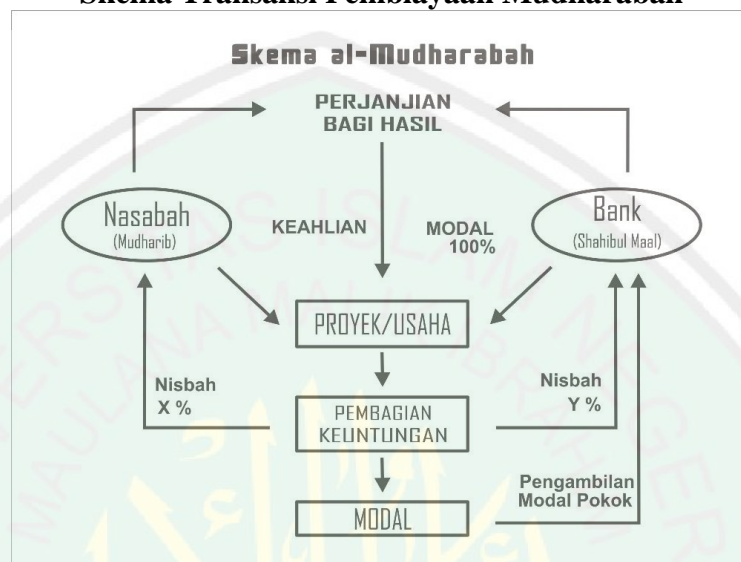 Skema Transaksi Pembiayaan Mudharabah
Skema al-Mudharabah
PERJANJIAN
BAGI HASIL
Nasabah
(Mudharib)
KEAHLIAN
MODAL
100%
Bank
(Shahibul Maal)
PROYEK/USAHA
Nisbah
X %
PEMBAGIAN
KEUNTUNGAN
Nisbah
Y %
MODAL
Pengambilan
Modal Pokok